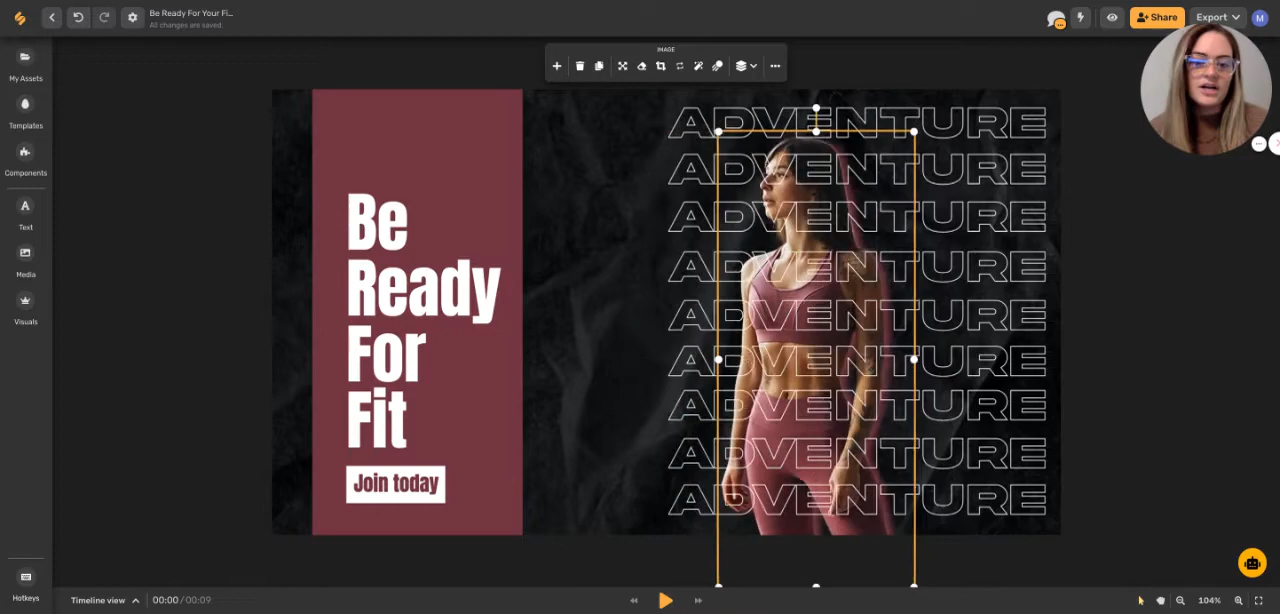 Be Ready For Your Fi...
All changes are saved
Share
Export
M
IMAGE
My Assets
Templates
Components
Text
Media
Visuals
Hotkeys
Be
Ready
For
Fit
Join today
ADVENTURE
ADVENTURE
ADVENTURE
ADVENTURE
ADVENTURE
ADVENTURE
ADVENTURE
ADVENTURE
ADVENTURE
Timeline view
00:00 / 00:09
104%